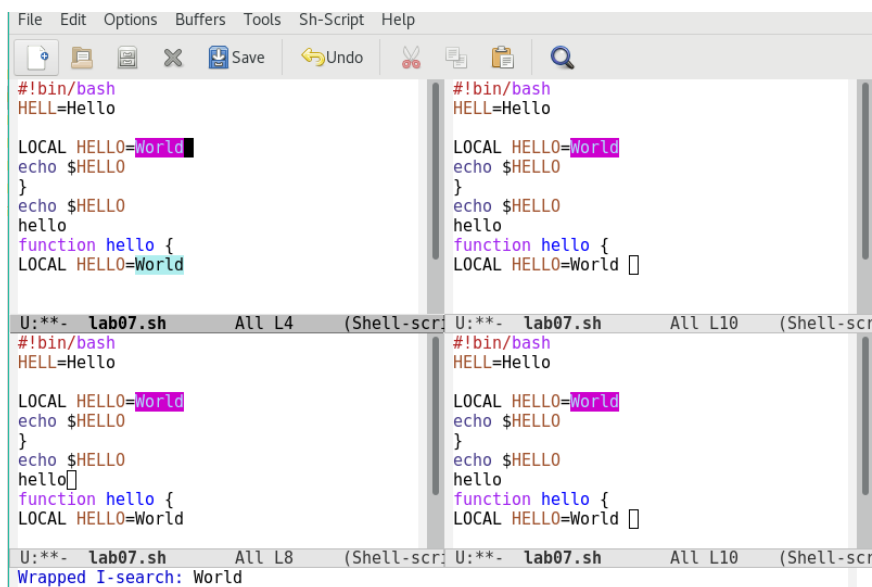 File Edit Options Buffers Tools Sh-Script Help
Save Undo
#!bin/bash
HELL=Hello
LOCAL HELLO=World
echo $HELLO
}
echo $HELLO
hello
function hello {
LOCAL HELLO=World
U:**- lab07.sh All L4 (Shell-scri
#!bin/bash
HELL=Hello
LOCAL HELLO=World
echo $HELLO
}
echo $HELLO
hello
function hello {
LOCAL HELLO=World
U:**- lab07.sh All L10 (Shell-scr
#!bin/bash
HELL=Hello
LOCAL HELLO=World
echo $HELLO
}
echo $HELLO
hello
function hello {
LOCAL HELLO=World
U:**- lab07.sh All L8 (Shell-scri
#!bin/bash
HELL=Hello
LOCAL HELLO=World
echo $HELLO
}
echo $HELLO
hello
function hello {
LOCAL HELLO=World
U:**- lab07.sh All L10 (Shell-scr
Wrapped I-search: World